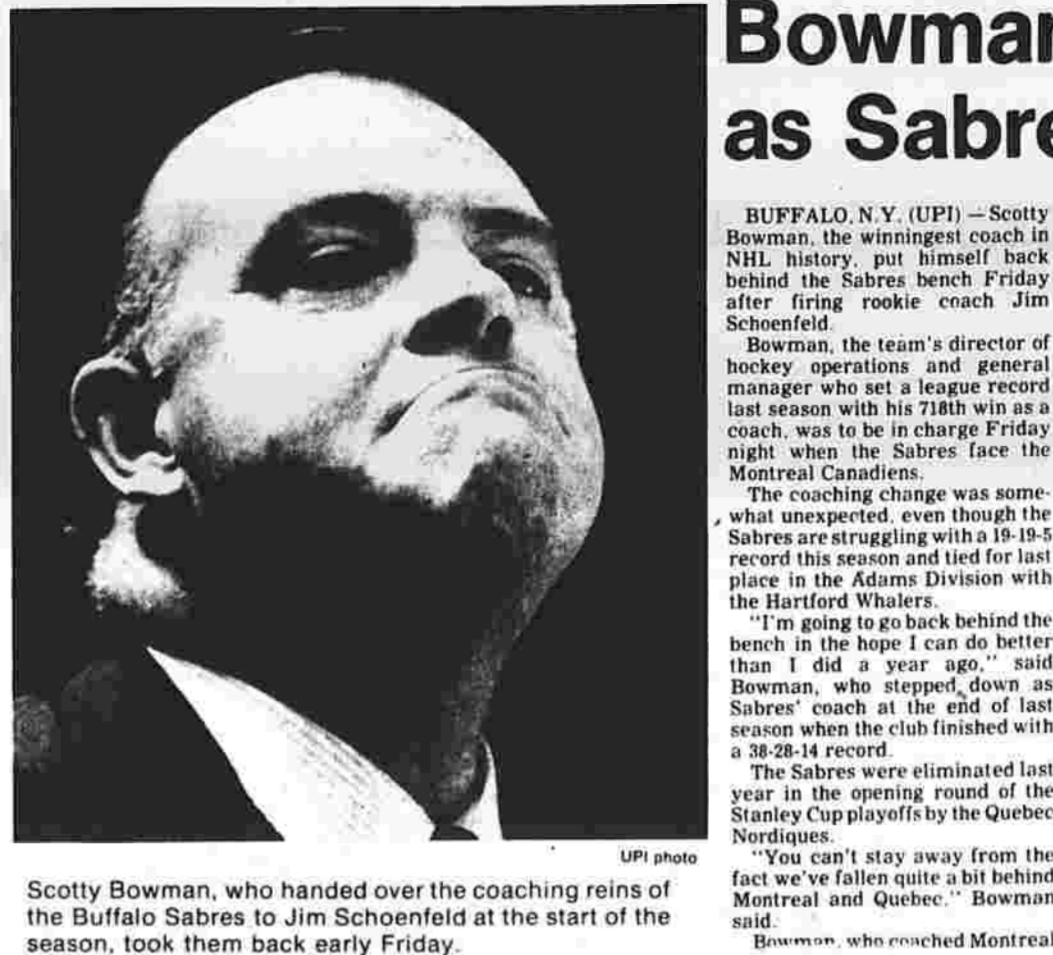 Bowman
as Sabre
BUFFALO, N.Y. (UPI) — Scotty
Bowman, the winningest coach in
NHL history, put himself back
behind the Sabres bench Friday
after firing rookie coach Jim
Schoenfeld.
Bowman, the team's director of
hockey operations and general
manager who set a league record
last season with his 718th win as a
coach, was to be in charge Friday
night when the Sabres face the
Montreal Canadiens.
The coaching change was some-
what unexpected, even though the
Sabres are struggling with a 19-19-5
record this season and tied for last
place in the Adams Division with
the Hartford Whalers.
"I'm going to go back behind the
bench in the hope I can do better
than I did a year ago," said
Bowman, who stepped down as
Sabres' coach at the end of last
season when the club finished with
a 38-28-14 record.
The Sabres were eliminated last
year in the opening round of the
Stanley Cup playoffs by the Quebec
Nordiques.
"You can't stay away from the
fact we've fallen quite a bit behind
Montreal and Quebec." Bowman
said.
Bowman, who coached Montreal
UPI photo
Scotty Bowman, who handed over the coaching reins of
the Buffalo Sabres to Jim Schoenfeld at the start of the
season, took them back early Friday.